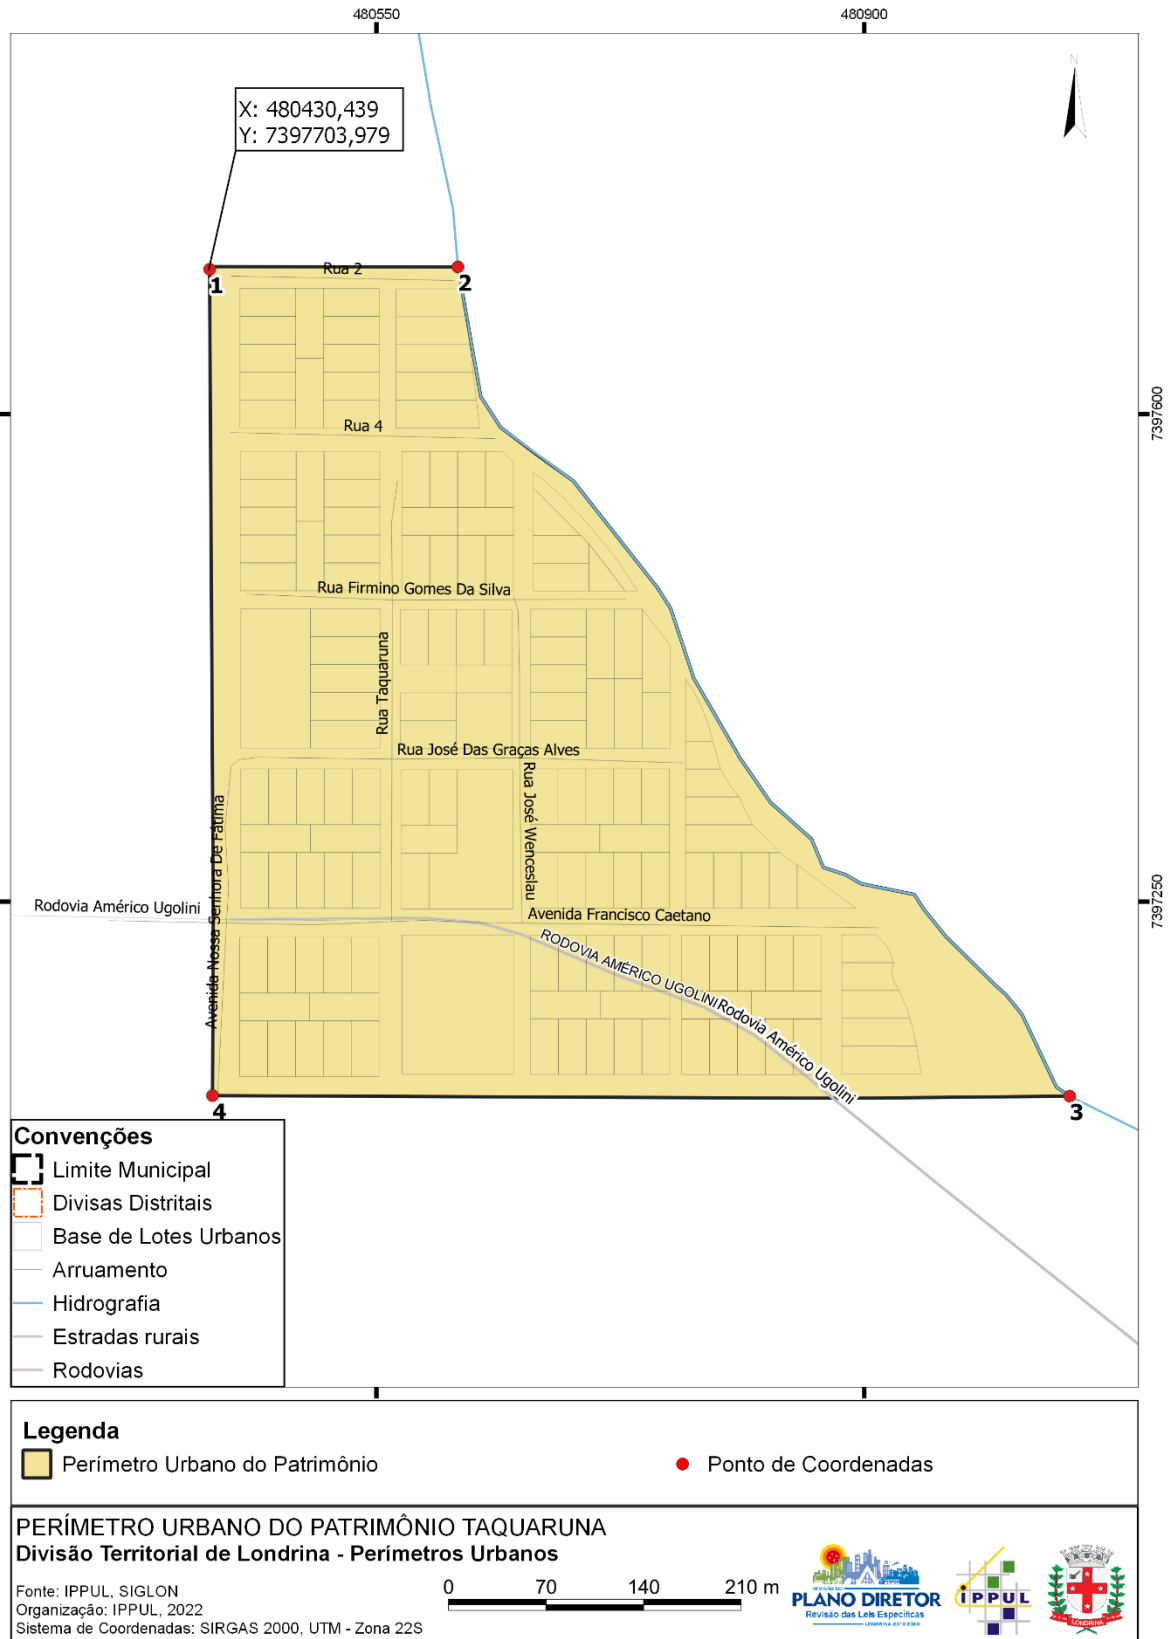 480550
480900
N
X: 480430,439
Y: 7397703,979
1
Rua 2
2
7397600
Rua 4
Rua Firmino Gomes Da Silva
Rua Taquaruna
Rua José Das Graças Alves
Rua José Wenceslau
Avenida Nossa Senhora De Fátima
7397250
Rodovia Américo Ugolini
Avenida Francisco Caetano
RODOVIA AMÉRICO UGOLINI
Rodovia Américo Ugolini
4
3
Convenções
Limite Municipal
Divisas Distritais
Base de Lotes Urbanos
Arruamento
Hidrografia
Estradas rurais
Rodovias
Legenda
Perímetro Urbano do Patrimônio
Ponto de Coordenadas
PERÍMETRO URBANO DO PATRIMÔNIO TAQUARUNA
Divisão Territorial de Londrina - Perímetros Urbanos
Fonte: IPPUL, SIGLON
Organização: IPPUL, 2022
Sistema de Coordenadas: SIRGAS 2000, UTM - Zona 22S
0 70 140 210 m
REVISÃO DO
PLANO DIRETOR
Revisão das Leis Específicas
IPPUL
LONDRINA